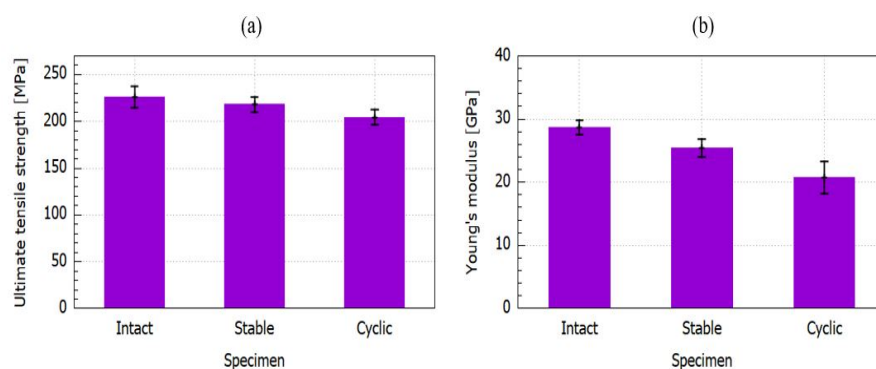 (a)
Ultimate tensile strength [MPa]
250
200
150
100
50
0
Intact Stable Cyclic
Specimen
(b)
Young's modulus [GPa]
40
30
20
10
0
Intact Stable Cyclic
Specimen